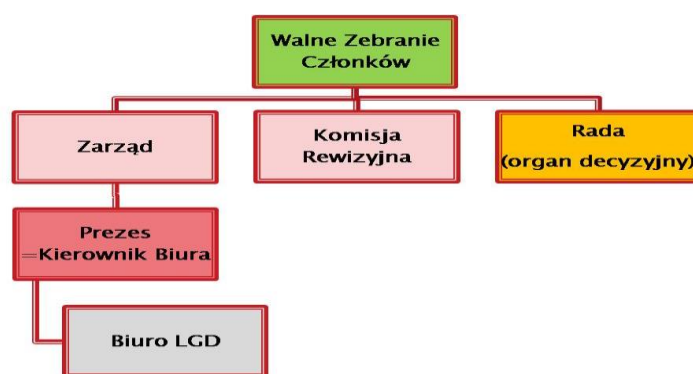 Walne Zebranie
Członków
Zarząd
Komisja
Rewizyjna
Rada
(organ decyzyjny)
Prezes
=Kierownik Biura
Biuro LGD